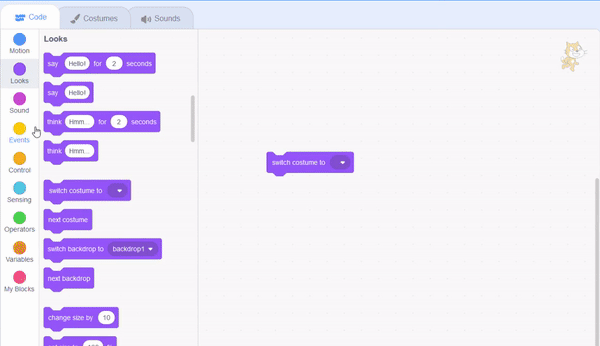 Code
Costumes
Sounds
Motion
Looks
Sound
Events
Control
Sensing
Operators
Variables
My Blocks
Looks
say Hello! for 2 seconds
say Hello!
think Hmm... for 2 seconds
think Hmm...
switch costume to
next costume
switch backdrop to backdrop1
next backdrop
change size by 10
switch costume to